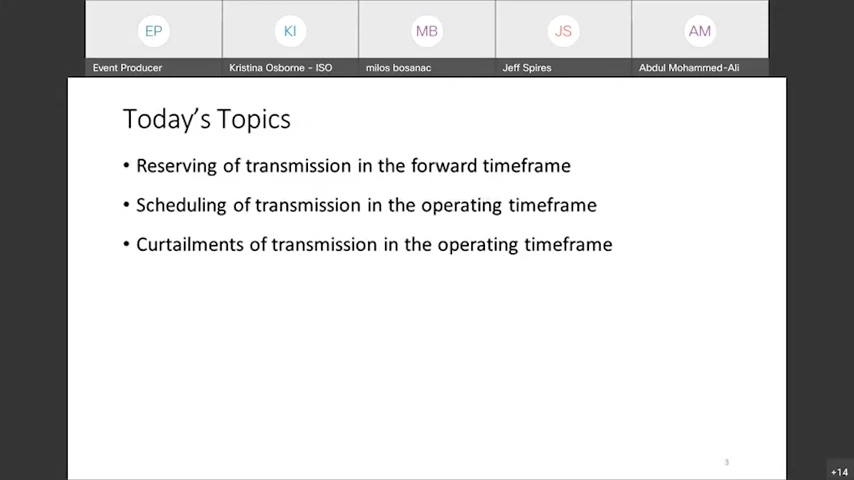 EP
KI
MB
JS
AM
Event Producer
Kristina Osborne - ISO
milos bosanac
Jeff Spires
Abdul Mohammed-Ali
Today's Topics
• Reserving of transmission in the forward timeframe
• Scheduling of transmission in the operating timeframe
• Curtailments of transmission in the operating timeframe
3
+14